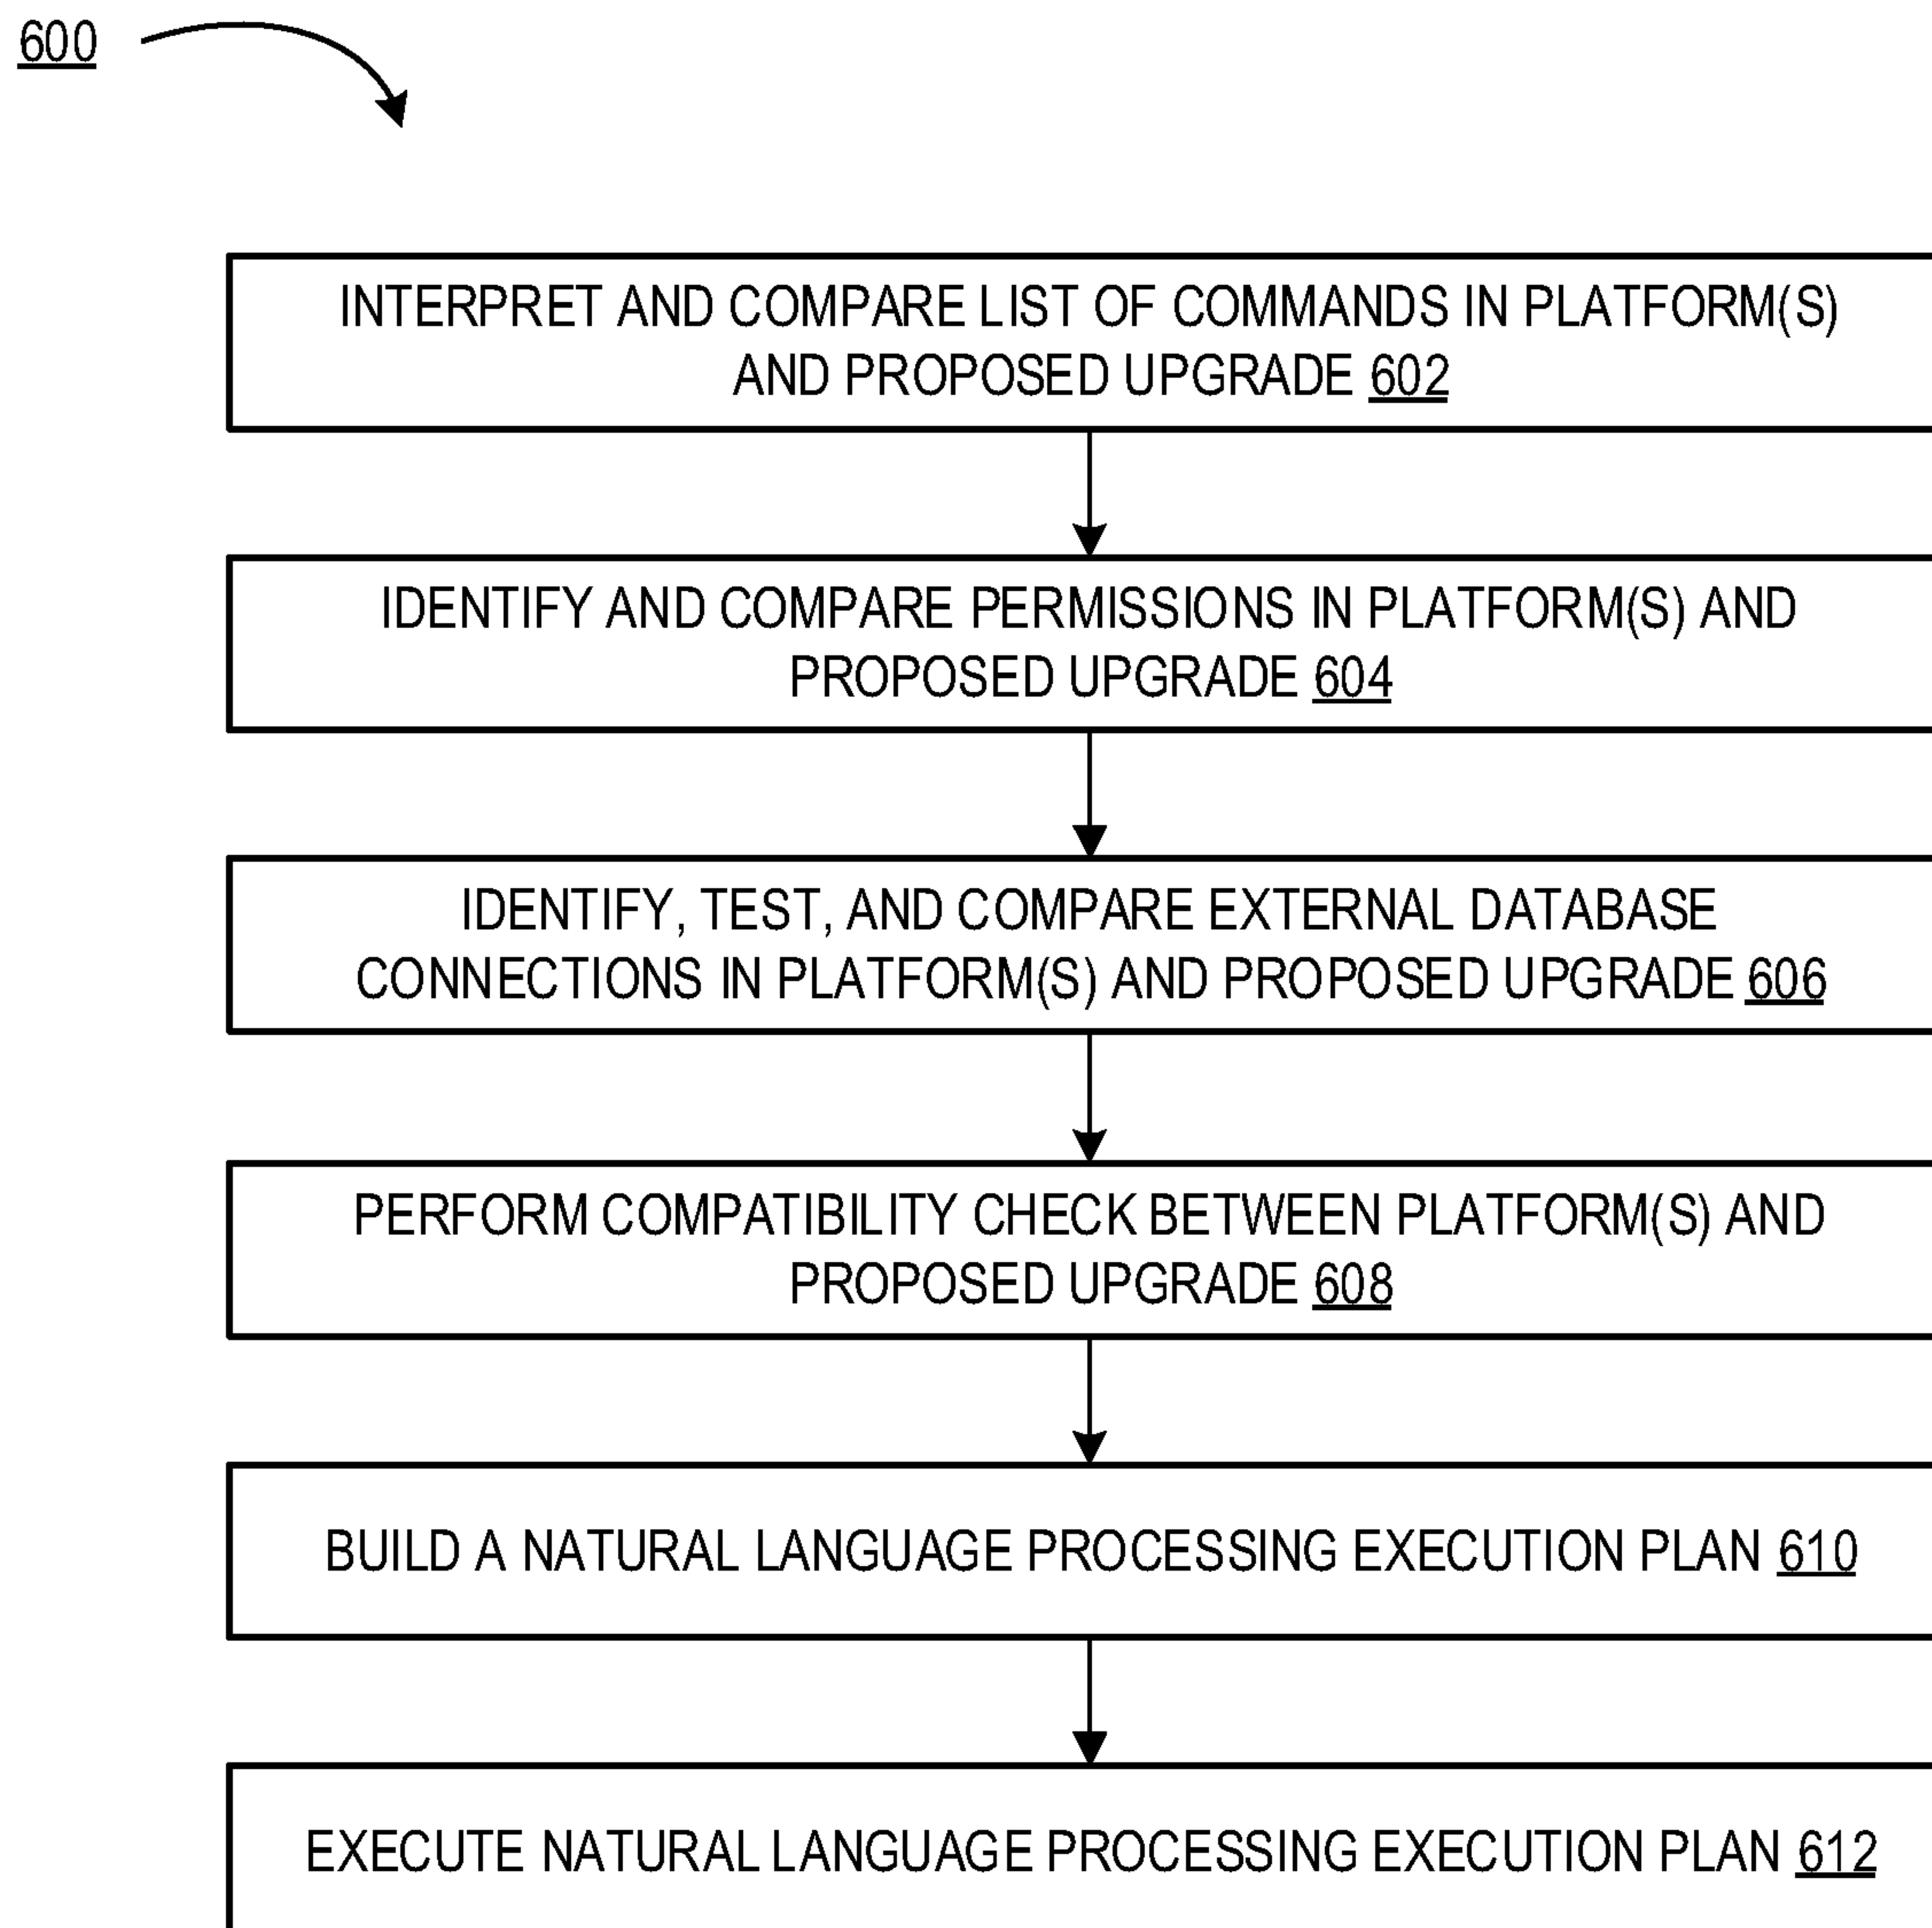 600
INTERPRET AND COMPARE LIST OF COMMANDS IN PLATFORM(S)
AND PROPOSED UPGRADE 602
IDENTIFY AND COMPARE PERMISSIONS IN PLATFORM(S) AND
PROPOSED UPGRADE 604
IDENTIFY, TEST, AND COMPARE EXTERNAL DATABASE
CONNECTIONS IN PLATFORM(S) AND PROPOSED UPGRADE 606
PERFORM COMPATIBILITY CHECK BETWEEN PLATFORM(S) AND
PROPOSED UPGRADE 608
BUILD A NATURAL LANGUAGE PROCESSING EXECUTION PLAN 610
EXECUTE NATURAL LANGUAGE PROCESSING EXECUTION PLAN 612